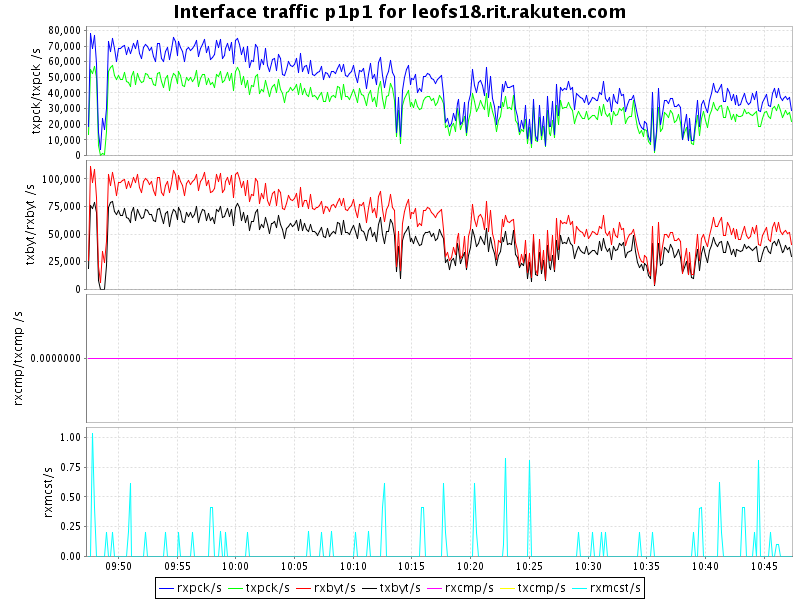 Interface traffic p1p1 for leofs18.rit.rakuten.com
txpck/txpck /s
80,000
70,000
60,000
50,000
40,000
30,000
20,000
10,000
0
txbyt/rxbyt /s
100,000
75,000
50,000
25,000
0
rxcmp/txcmp /s
0.0000000
rxmcst/s
1.00
0.75
0.50
0.25
0.00
09:50 09:55 10:00 10:05 10:10 10:15 10:20 10:25 10:30 10:35 10:40 10:45
rxpck/s txpck/s rxbyt/s txbyt/s rxcmp/s txcmp/s rxmcst/s